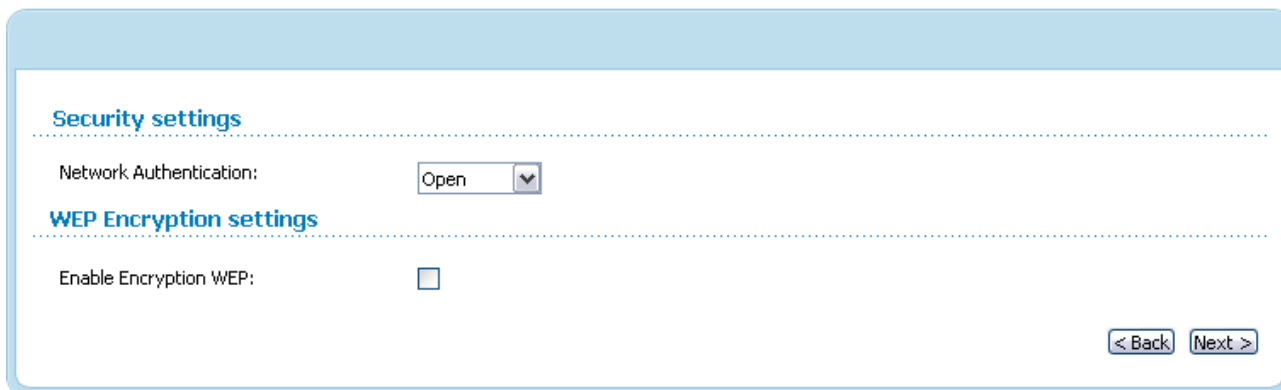 Security settings
Network Authentication: Open
WEP Encryption settings
Enable Encryption WEP:
< Back Next >